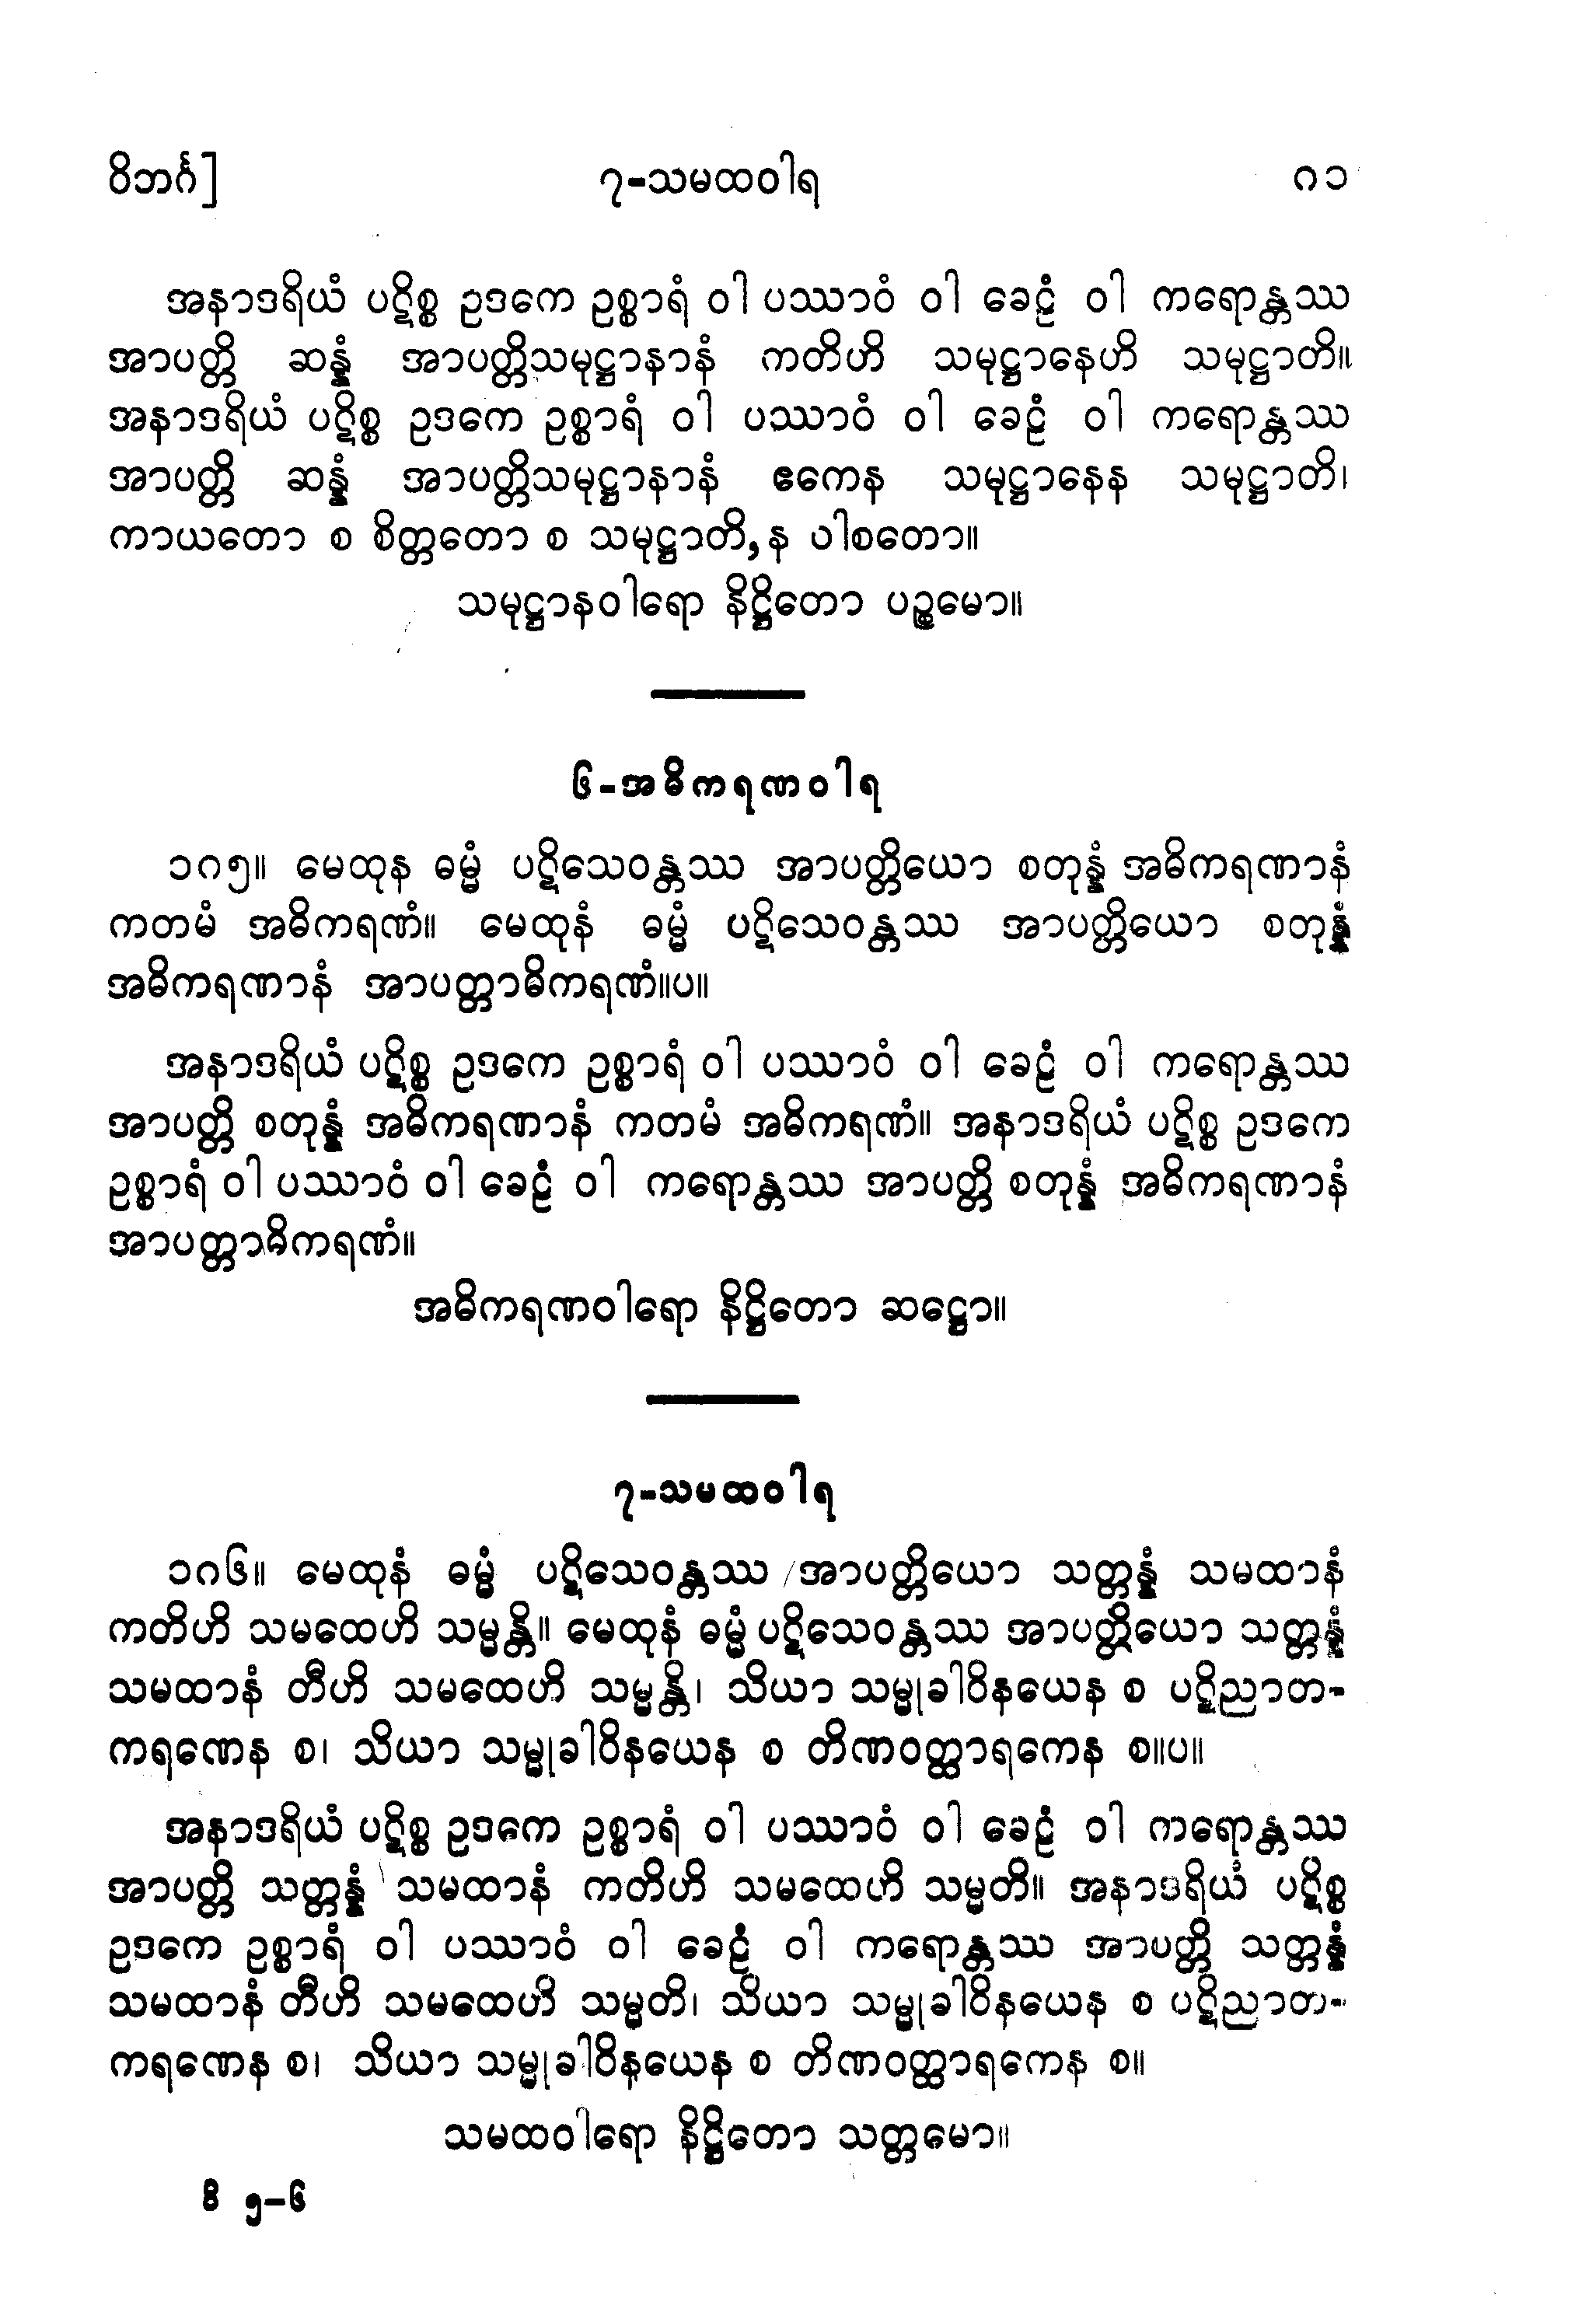 ဝိဘင်္ဂ] ၇-သမထဝါရ ၈၁
အနာဒရိယံ ပဋိစ္စ ဥဒကေ ဥစ္စာရံ ဝါ ပဿာဝံ ဝါ ခေဠံ ဝါ ကရောန္တဿ
အာပတ္တိ ဆန္နံ အာပတ္တိသမုဋ္ဌာနာနံ ကတိဟိ သမုဋ္ဌာနေဟိ သမုဋ္ဌာတိ။
အနာဒရိယံ ပဋိစ္စ ဥဒကေ ဥစ္စာရံ ဝါ ပဿာဝံ ဝါ ခေဠံ ဝါ ကရောန္တဿ
အာပတ္တိ ဆန္နံ အာပတ္တိသမုဋ္ဌာနာနံ ဧကေန သမုဋ္ဌာနေန သမုဋ္ဌာတိ၊
ကာယတော စ စိတ္တတော စ သမုဋ္ဌာတိ, န ဝါစတော။
သမုဋ္ဌာနဝါရော နိဋ္ဌိတော ပဉ္စမော။
၆-အဓိကရဏဝါရ
၁၈၅။ မေထုန ဓမ္မံ ပဋိသေဝန္တဿ အာပတ္တိယော စတုန္နံ အဓိကရဏာနံ
ကတမံ အဓိကရဏံ။ မေထုနံ ဓမ္မံ ပဋိသေဝန္တဿ အာပတ္တိယော စတုန္နံ
အဓိကရဏာနံ အာပတ္တာဓိကရဏံ။ပ။
အနာဒရိယံ ပဋိစ္စ ဥဒကေ ဥစ္စာရံ ဝါ ပဿာဝံ ဝါ ခေဠံ ဝါ ကရောန္တဿ
အာပတ္တိ စတုန္နံ အဓိကရဏာနံ ကတမံ အဓိကရဏံ။ အနာဒရိယံ ပဋိစ္စ ဥဒကေ
ဥစ္စာရံ ဝါ ပဿာဝံ ဝါ ခေဠံ ဝါ ကရောန္တဿ အာပတ္တိ စတုန္နံ အဓိကရဏာနံ
အာပတ္တာဓိကရဏံ။
အဓိကရဏဝါရော နိဋ္ဌိတော ဆဋ္ဌော။
၇-သမထဝါရ
၁၈၆။ မေထုနံ ဓမ္မံ ပဋိသေဝန္တဿ အာပတ္တိယော သတ္တန္နံ သမထာနံ
ကတိဟိ သမထေဟိ သမ္မန္တိ။ မေထုနံ ဓမ္မံ ပဋိသေဝန္တဿ အာပတ္တိယော သတ္တန္နံ
သမထာနံ တီဟိ သမထေဟိ သမ္မန္တိ၊ သိယာ သမ္မုခါဝိနယေန စ ပဋိညာတ-
ကရဏေန စ၊ သိယာ သမ္မုခါဝိနယေန စ တိဏဝတ္ထာရကေန စ။ပ။
အနာဒရိယံ ပဋိစ္စ ဥဒကေ ဥစ္စာရံ ဝါ ပဿာဝံ ဝါ ခေဠံ ဝါ ကရောန္တဿ
အာပတ္တိ သတ္တန္နံ သမထာနံ ကတိဟိ သမထေဟိ သမ္မတိ။ အနာဒရိယံ ပဋိစ္စ
ဥဒကေ ဥစ္စာရံ ဝါ ပဿာဝံ ဝါ ခေဠံ ဝါ ကရောန္တဿ အာပတ္တိ သတ္တန္နံ
သမထာနံ တီဟိ သမထေဟိ သမ္မတိ၊ သိယာ သမ္မုခါဝိနယေန စ ပဋိညာတ-
ကရဏေန စ၊ သိယာ သမ္မုခါဝိနယေန စ တိဏဝတ္ထာရကေန စ။
သမထဝါရော နိဋ္ဌိတော သတ္တမော။
ဝိ ၅–၆